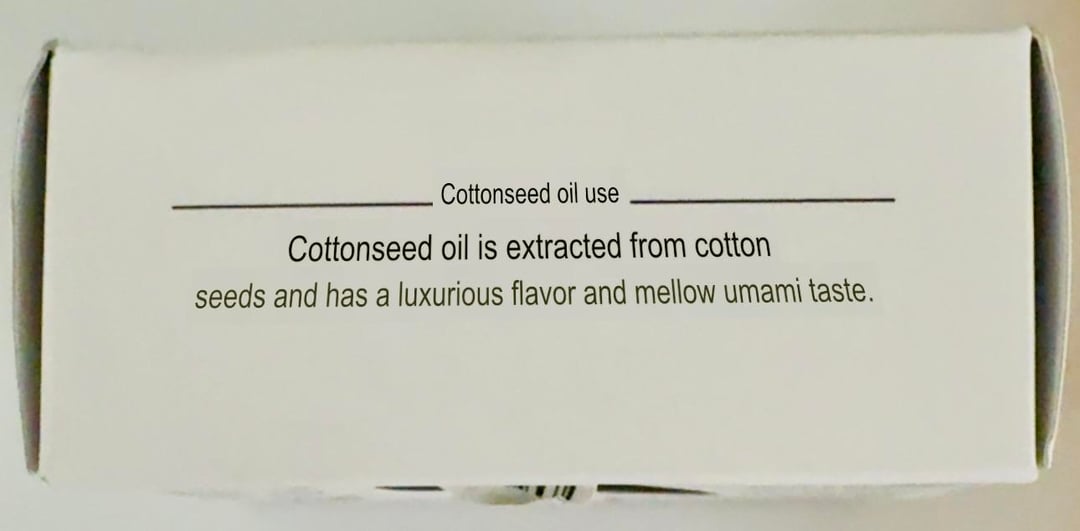 Cottonseed oil use
Cottonseed oil is extracted from cotton
seeds and has a luxurious flavor and mellow umami taste.